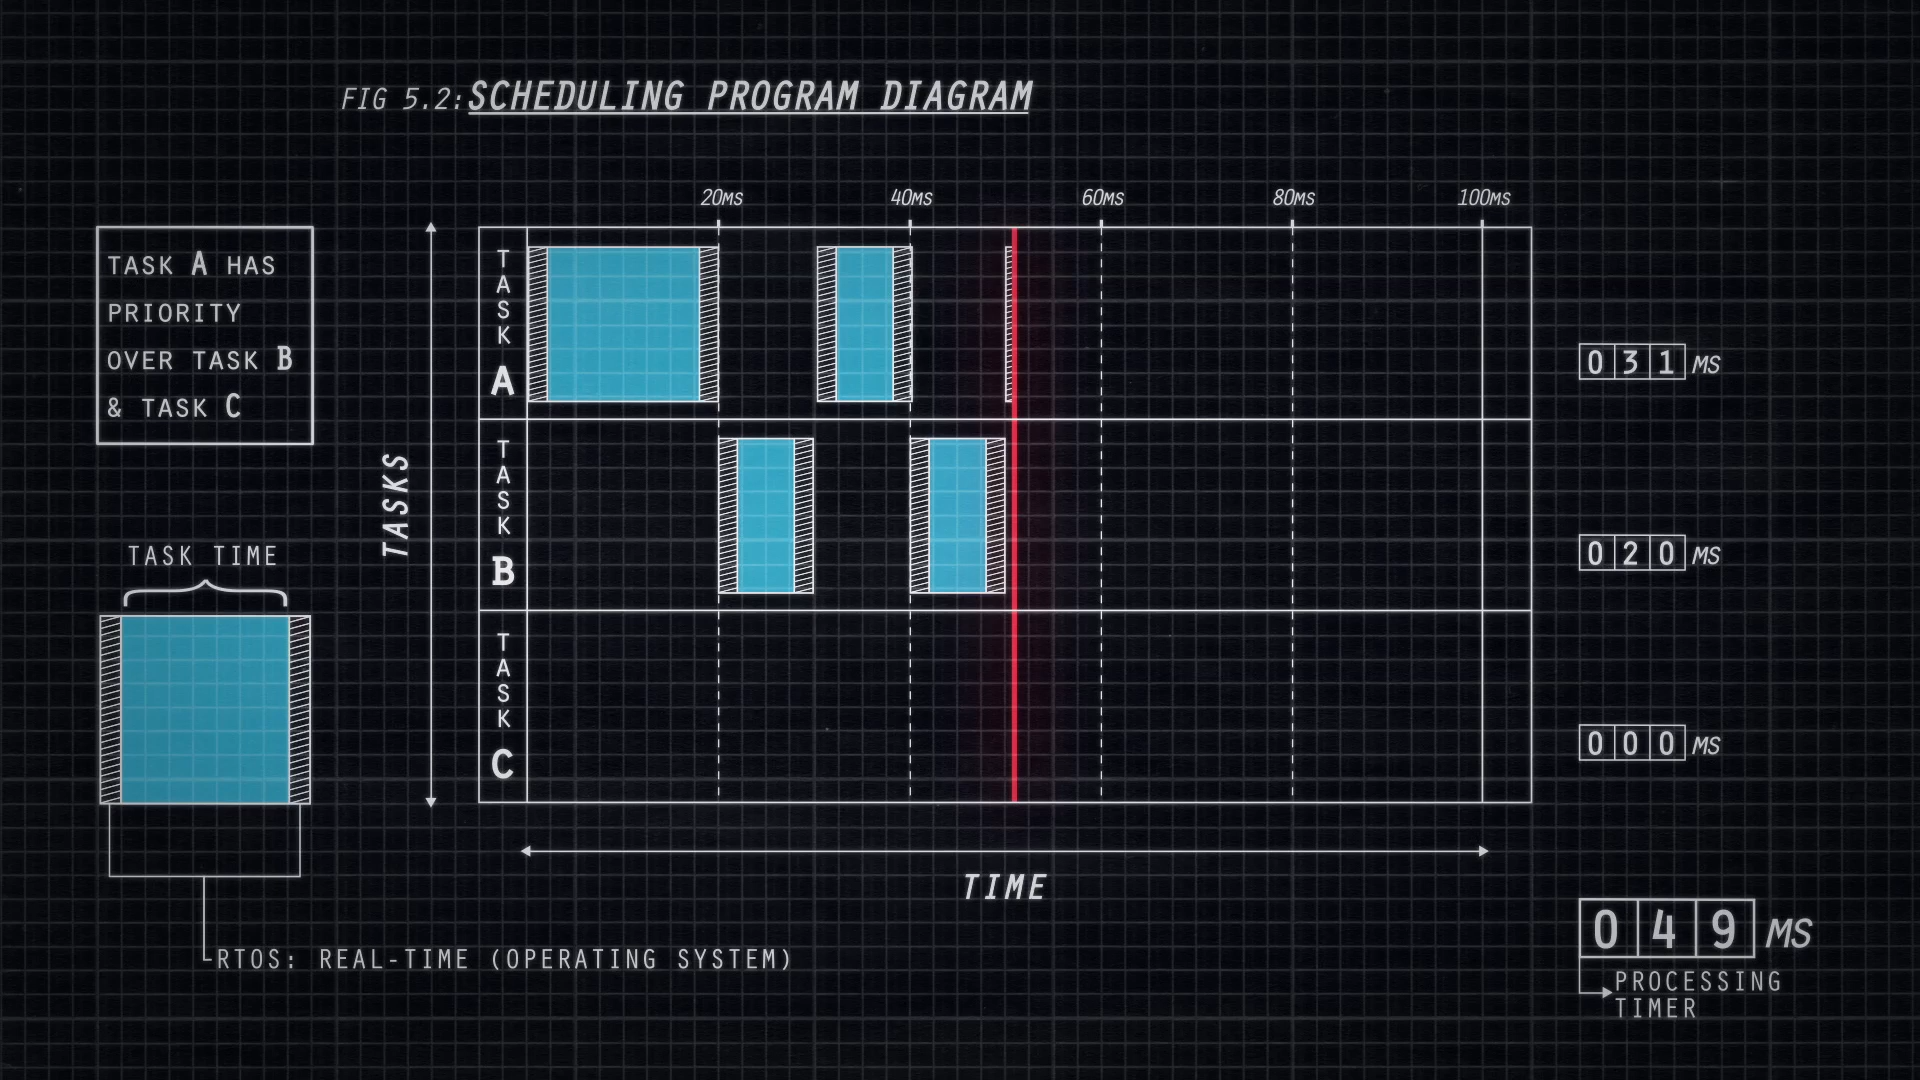 FIG 5.2: SCHEDULING PROGRAM DIAGRAM
20MS 40MS 60MS 80MS 100MS
TASK A HAS
PRIORITY
OVER TASK B
& TASK C
TASK A
031 MS
TASKS
TASK B
020 MS
TASK TIME
TASK C
000 MS
TIME
RTOS: REAL-TIME (OPERATING SYSTEM)
049 MS
PROCESSING
TIMER